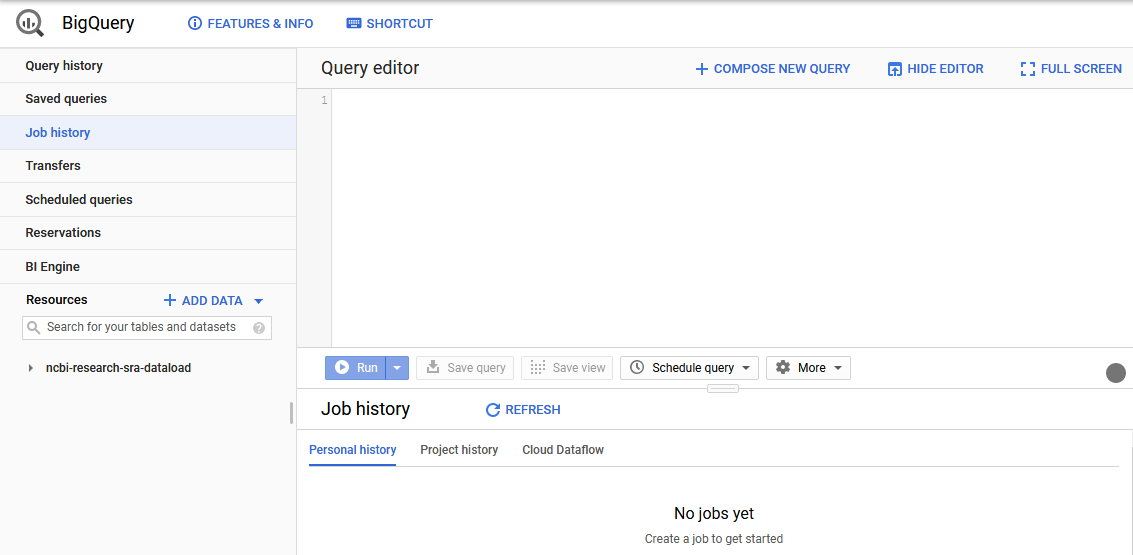 BigQuery
FEATURES & INFO
SHORTCUT
Query history
Saved queries
Job history
Transfers
Scheduled queries
Reservations
BI Engine
Resources
ADD DATA
Search for your tables and datasets
?
ncbi-research-sra-dataload
Query editor
COMPOSE NEW QUERY
HIDE EDITOR
FULL SCREEN
1
Run
Save query
Save view
Schedule query
More
Job history
REFRESH
Personal history
Project history
Cloud Dataflow
No jobs yet
Create a job to get started